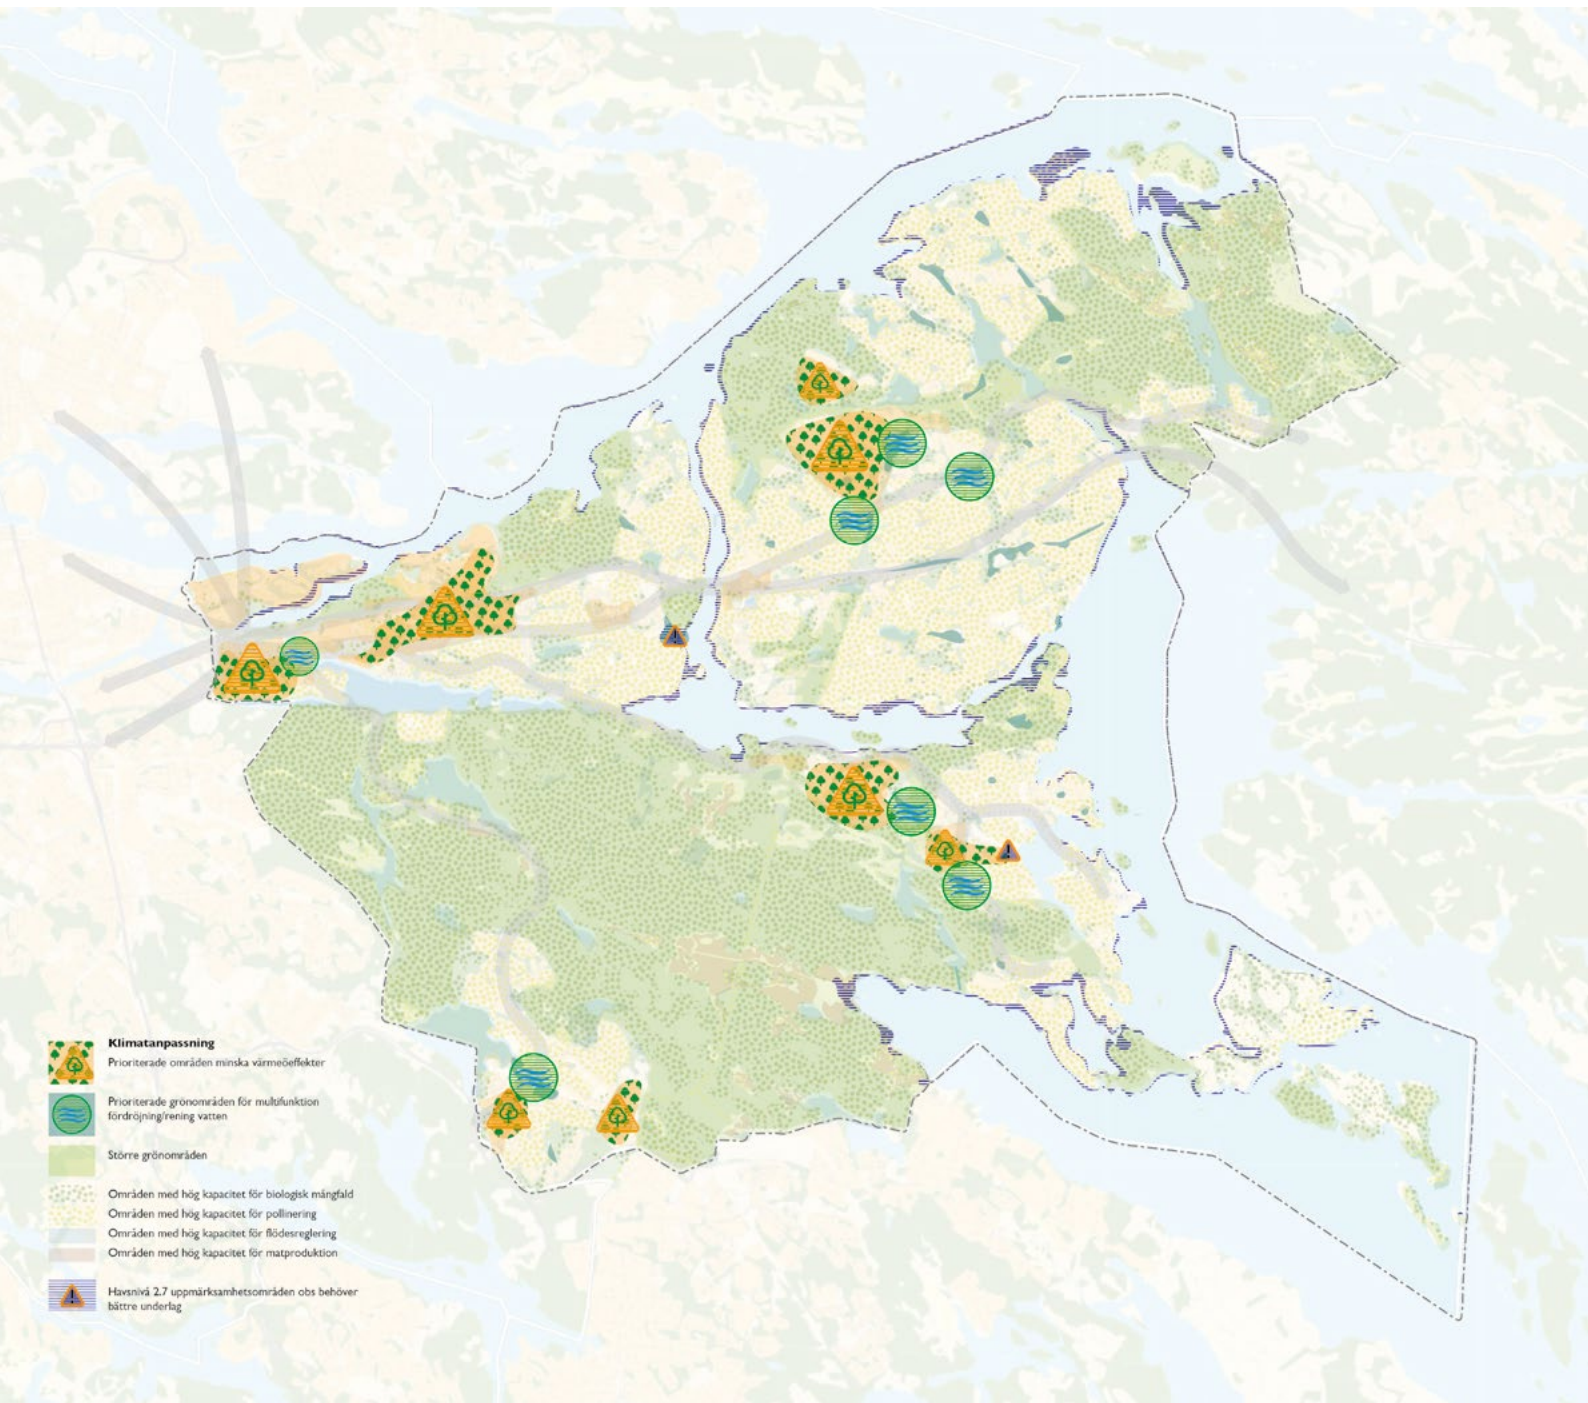 Klimatanpassning
Prioriterade områden minska värmeöeffekter
Prioriterade grönområden för multifunktion
fördröjning/rening vatten
Större grönområden
Områden med hög kapacitet för biologisk mångfald
Områden med hög kapacitet för pollinering
Områden med hög kapacitet för flödesreglering
Områden med hög kapacitet för matproduktion
Havsnivå 2.7 uppmärksamhetsområden obs behöver
bättre underlag